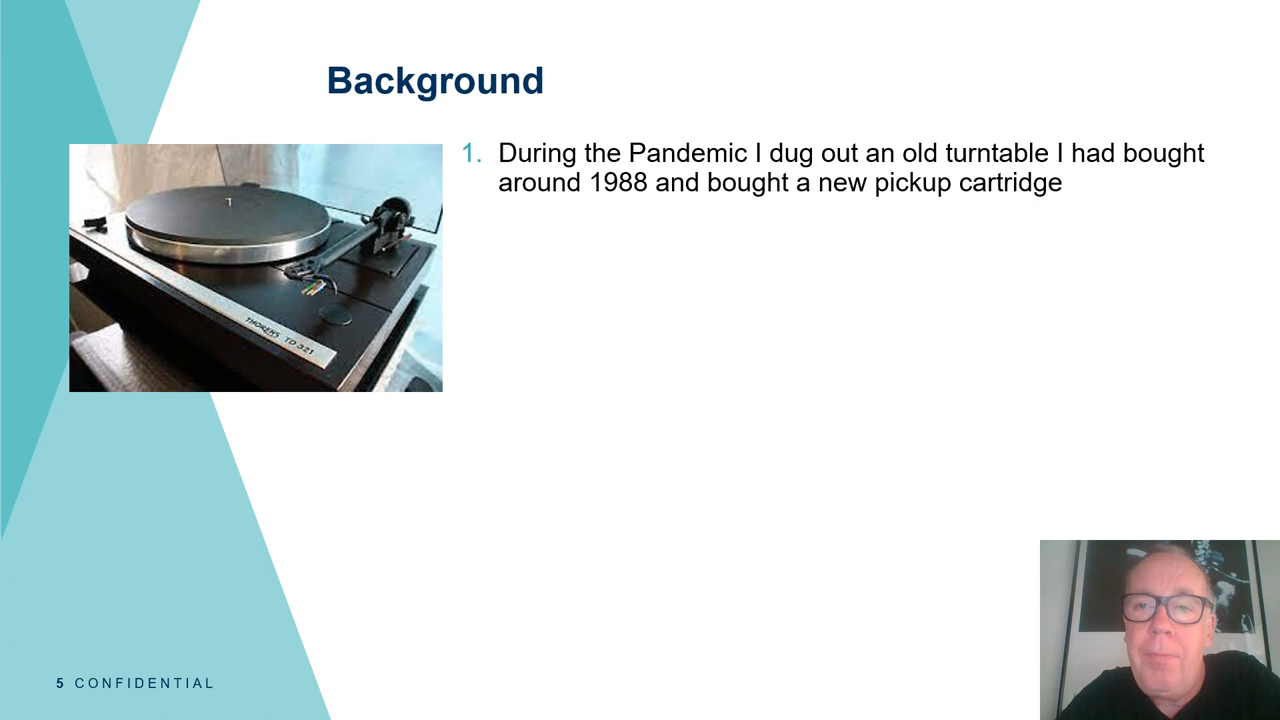 Background
1. During the Pandemic I dug out an old turntable I had bought
around 1988 and bought a new pickup cartridge
THORENS TD 321
5 CONFIDENTIAL